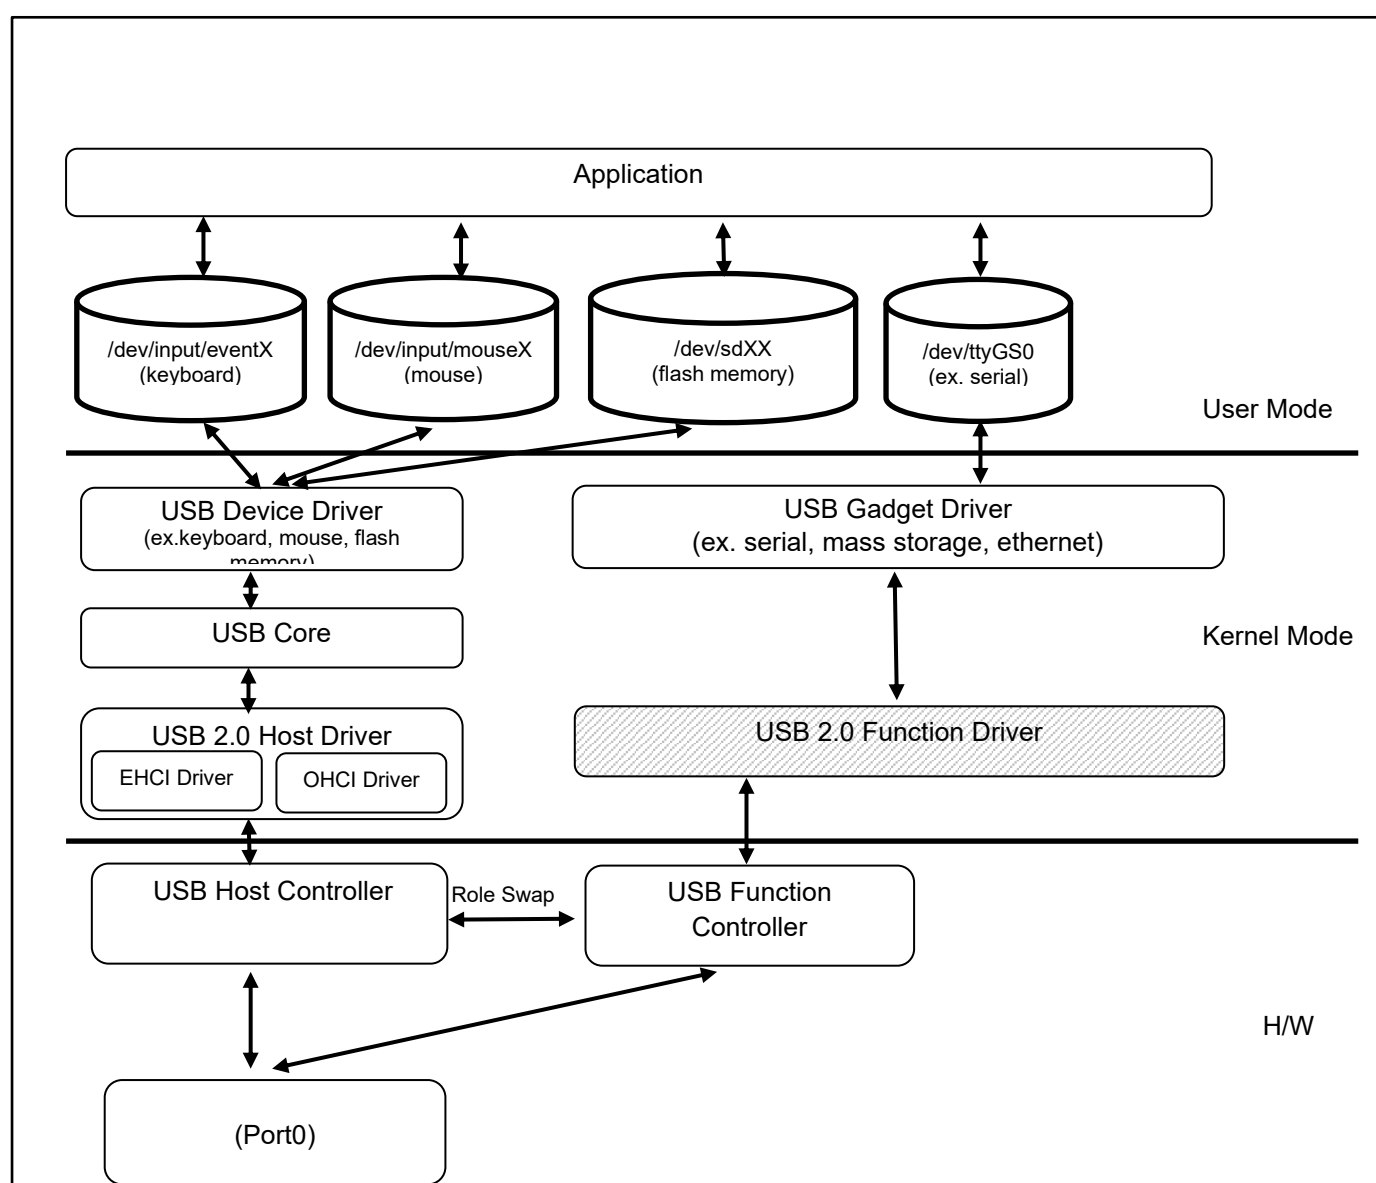 Application
/dev/input/eventX
(keyboard)
/dev/input/mouseX
(mouse)
/dev/sdXX
(flash memory)
/dev/ttyGS0
(ex. serial)
User Mode
USB Device Driver
(ex.keyboard, mouse, flash
memory)
USB Gadget Driver
(ex. serial, mass storage, ethernet)
USB Core
Kernel Mode
USB 2.0 Host Driver
EHCI Driver
OHCI Driver
USB 2.0 Function Driver
USB Host Controller
Role Swap
USB Function
Controller
H/W
(Port0)